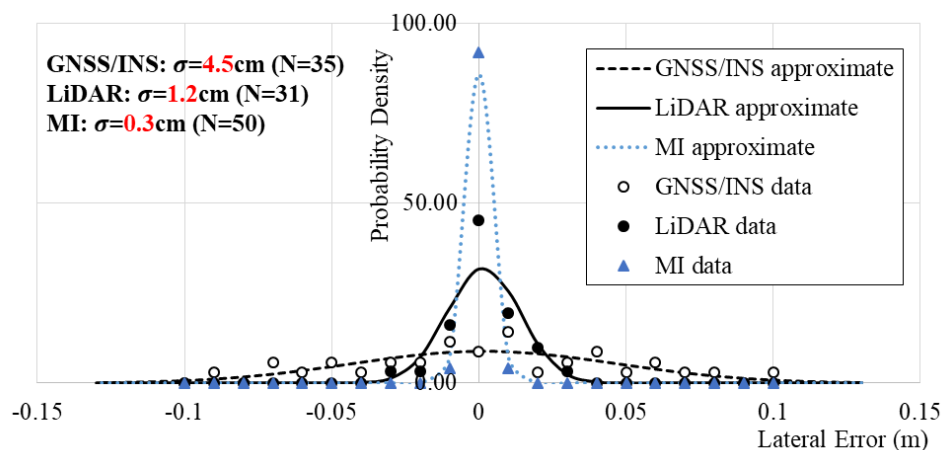 100.00
GNSS/INS: σ=4.5cm (N=35)
LiDAR: σ=1.2cm (N=31)
MI: σ=0.3cm (N=50)
Probability Density
50.00
0.00
GNSS/INS approximate
LiDAR approximate
MI approximate
GNSS/INS data
LiDAR data
MI data
-0.15
-0.1
-0.05
0
0.05
0.1
0.15
Lateral Error (m)